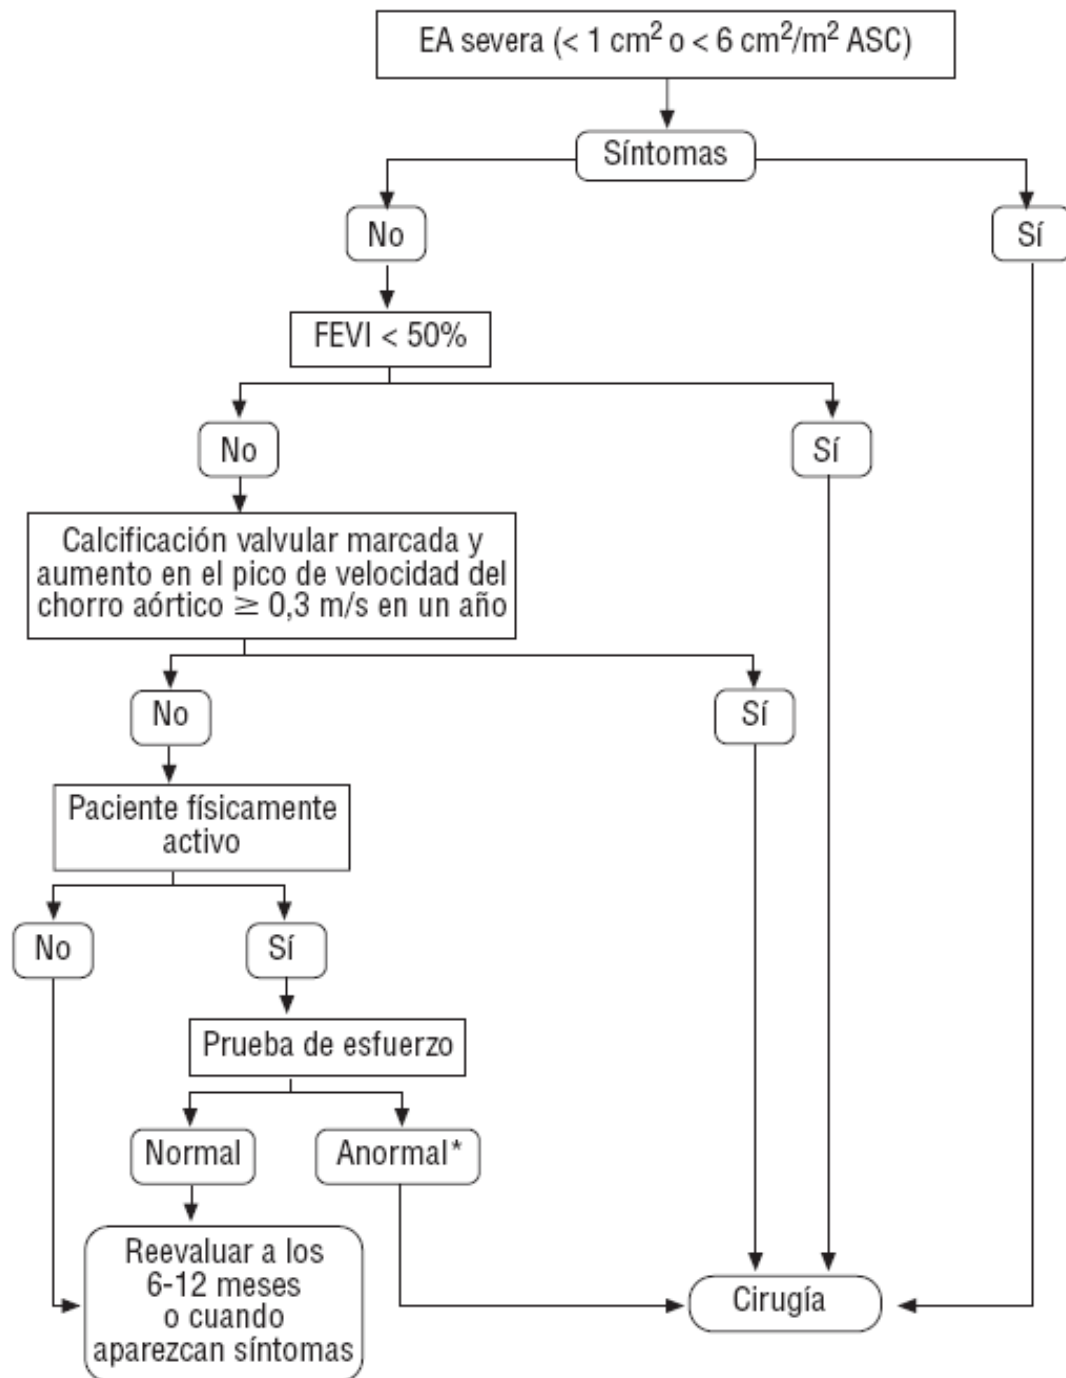 EA severa (< 1 cm² o < 6 cm²/m² ASC)
Síntomas
No
Sí
FEVI < 50%
No
Sí
Calcificación valvular marcada y
aumento en el pico de velocidad del
chorro aórtico ≥ 0,3 m/s en un año
No
Sí
Paciente físicamente
activo
No
Sí
Prueba de esfuerzo
Normal
Anormal*
Reevaluar a los
6-12 meses
o cuando
aparezcan síntomas
Cirugía